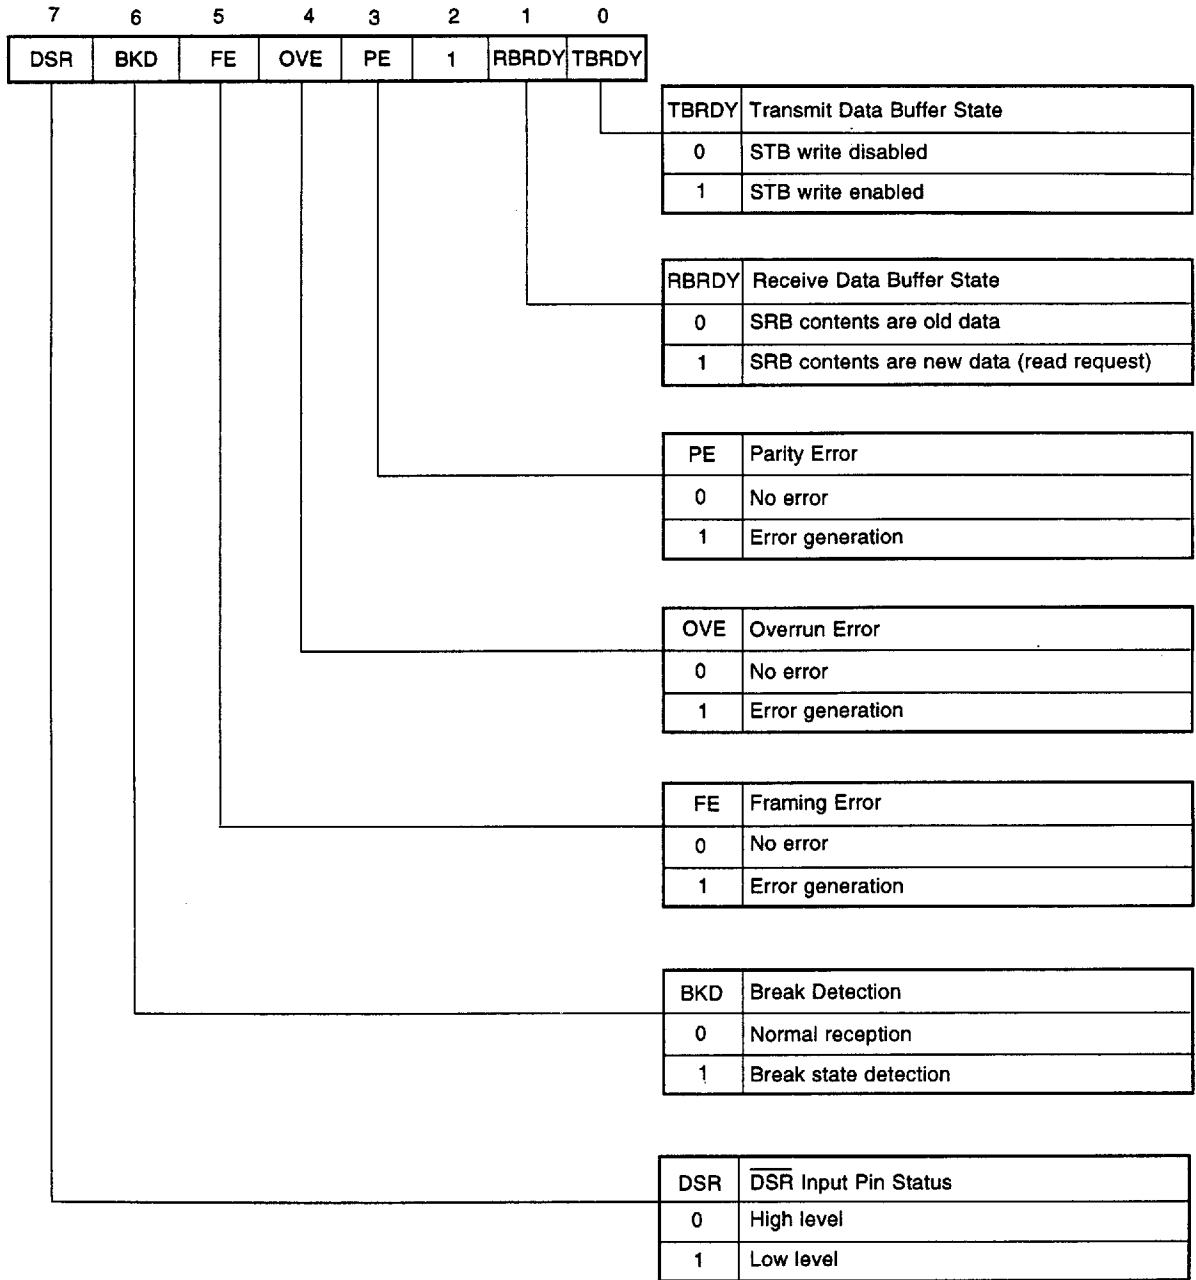 7 6 5 4 3 2 1 0
DSR BKD FE OVE PE 1 RBRDY TBRDY
TBRDY Transmit Data Buffer State
0 STB write disabled
1 STB write enabled
RBRDY Receive Data Buffer State
0 SRB contents are old data
1 SRB contents are new data (read request)
PE Parity Error
0 No error
1 Error generation
OVE Overrun Error
0 No error
1 Error generation
FE Framing Error
0 No error
1 Error generation
BKD Break Detection
0 Normal reception
1 Break state detection
DSR D̅S̅R̅ Input Pin Status
0 High level
1 Low level